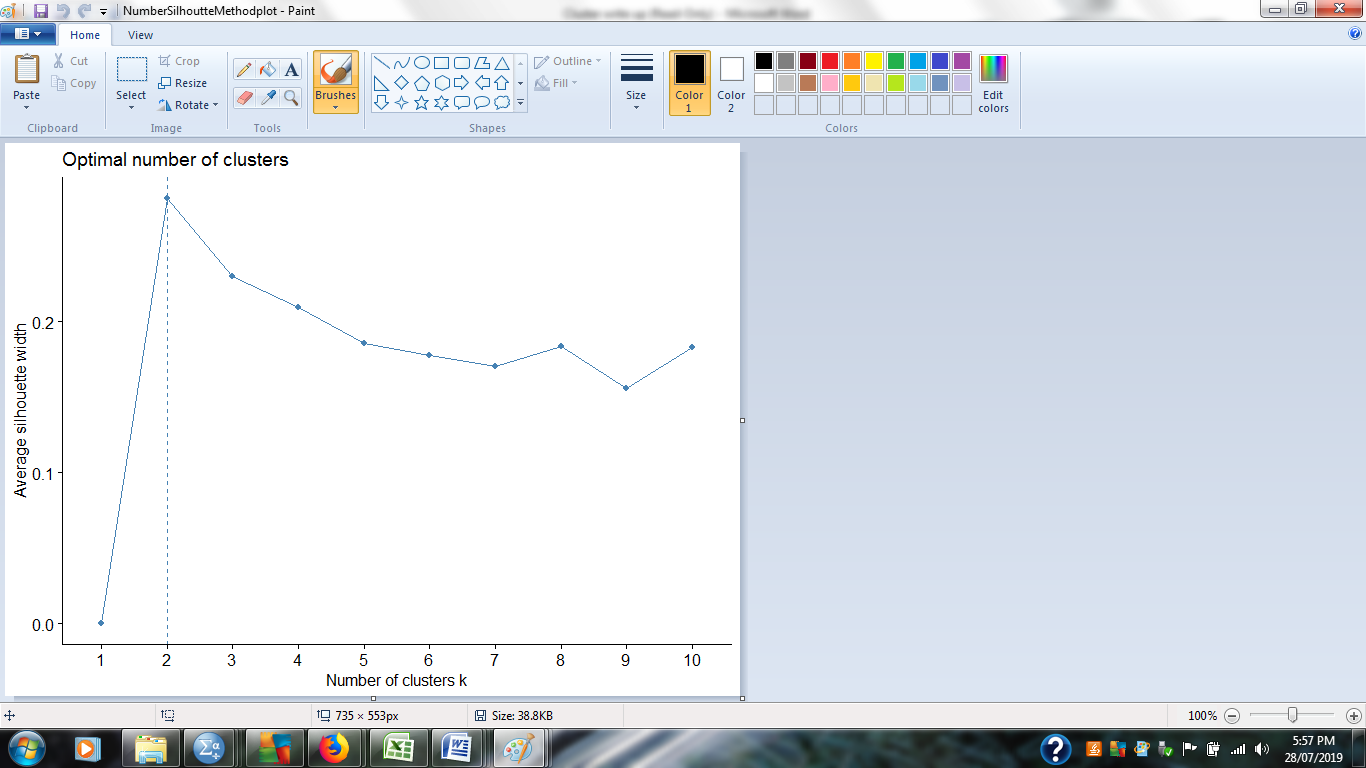 NumberSilhoutteMethodplot - Paint
Home View
Paste
Cut
Copy
Clipboard
Select
Crop
Resize
Rotate
Image
A
Tools
Brushes
Outline
Fill
Shapes
Size
Color 1
Color 2
Edit colors
Colors
Optimal number of clusters
Average silhouette width
0.2
0.1
0.0
1 2 3 4 5 6 7 8 9 10
Number of clusters k
735 × 553px
Size: 38.8KB
100%
5:57 PM
28/07/2019